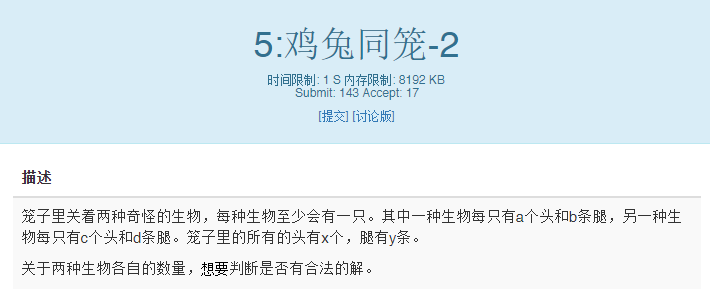 5:鸡兔同笼-2
时间限制: 1 S 内存限制: 8192 KB
Submit: 143 Accept: 17
[提交] [讨论版]
描述
笼子里关着两种奇怪的生物，每种生物至少会有一只。其中一种生物每只有a个头和b条腿，另一种生
物每只有c个头和d条腿。笼子里的所有的头有x个，腿有y条。
关于两种生物各自的数量，想要判断是否有合法的解。